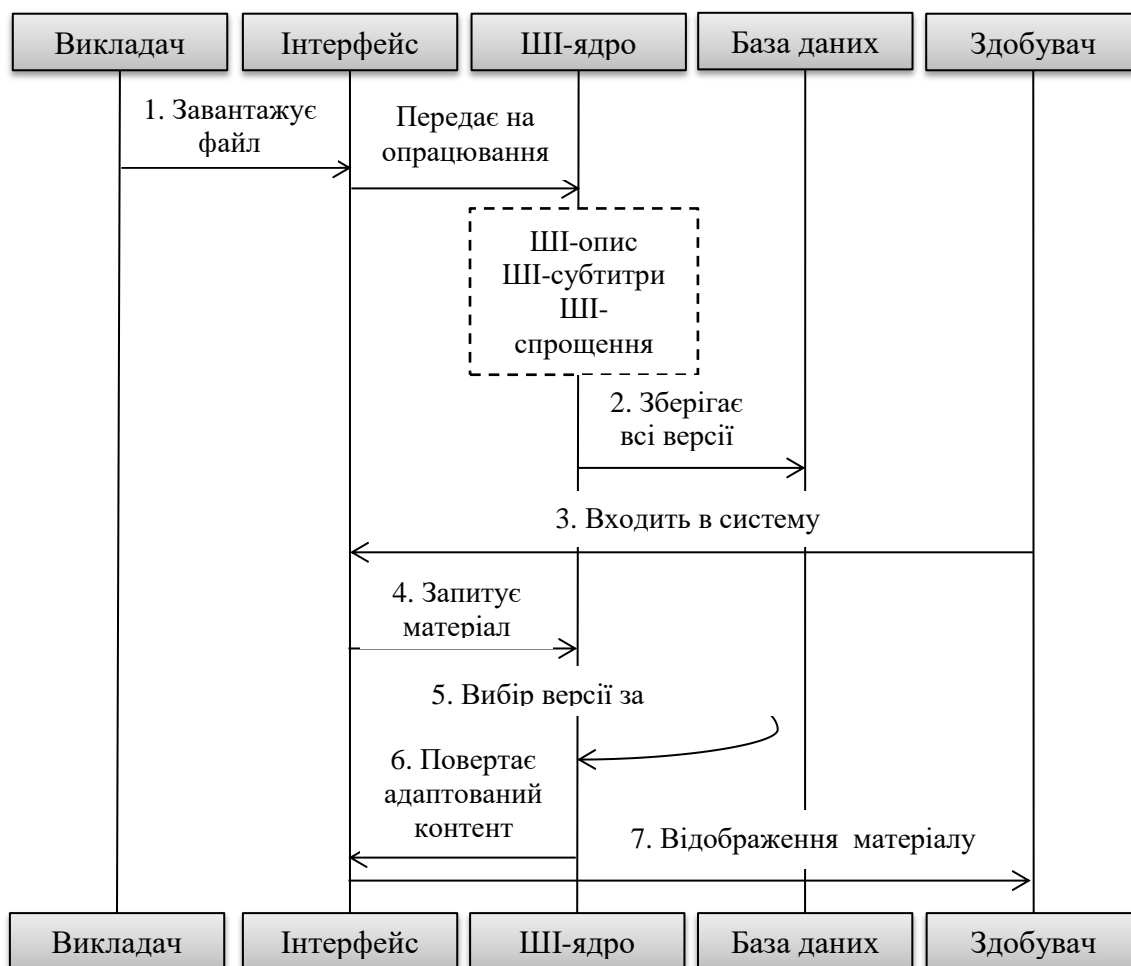 Викладач
Інтерфейс
ШІ-ядро
База даних
Здобувач
1. Завантажує
файл
Передає на
опрацювання
ШІ-опис
ШІ-субтитри
ШІ-
спрощення
2. Зберігає
всі версії
3. Входить в систему
4. Запитує
матеріал
5. Вибір версії за
6. Повертає
адаптований
контент
7. Відображення  матеріалу
Викладач
Інтерфейс
ШІ-ядро
База даних
Здобувач